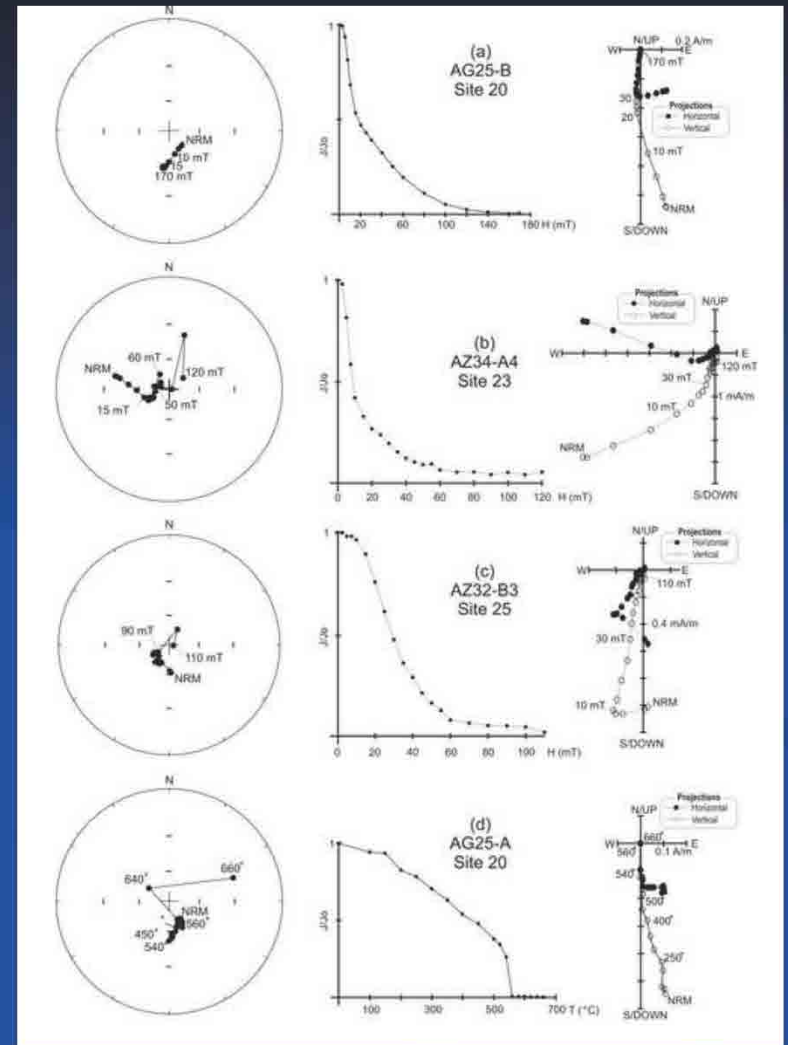 N
NRM
10 mT
15
170 mT
1
J/Jo
20 60 100 140 180 H (mT)
(a)
AG25-B
Site 20
N/UP 0.2 A/m
W E
170 mT
30
20
Projections
Horizontal
Vertical
10 mT
NRM
S/DOWN
N
NRM
60 mT
120 mT
15 mT
50 mT
1
J/Jo
0 20 40 60 80 100 120 H (mT)
(b)
AZ34-A4
Site 23
Projections
Horizontal
Vertical
N/UP
W E
120 mT
30 mT
1 mA/m
10 mT
NRM
S/DOWN
N
90 mT
110 mT
NRM
1
J/Jo
0 20 40 60 80 100 H (mT)
(c)
AZ32-B3
Site 25
N/UP
Projections
Horizontal
Vertical
W E
110 mT
0.4 mA/m
30 mT
10 mT
NRM
S/DOWN
N
640°
660°
NRM
560°
450°
540°
1
J/Jo
100 300 500 700 T (°C)
(d)
AG25-A
Site 20
Projections
Horizontal
Vertical
N/UP
660°
W E
560° 0.1 A/m
540°
500°
400°
250°
NRM
S/DOWN